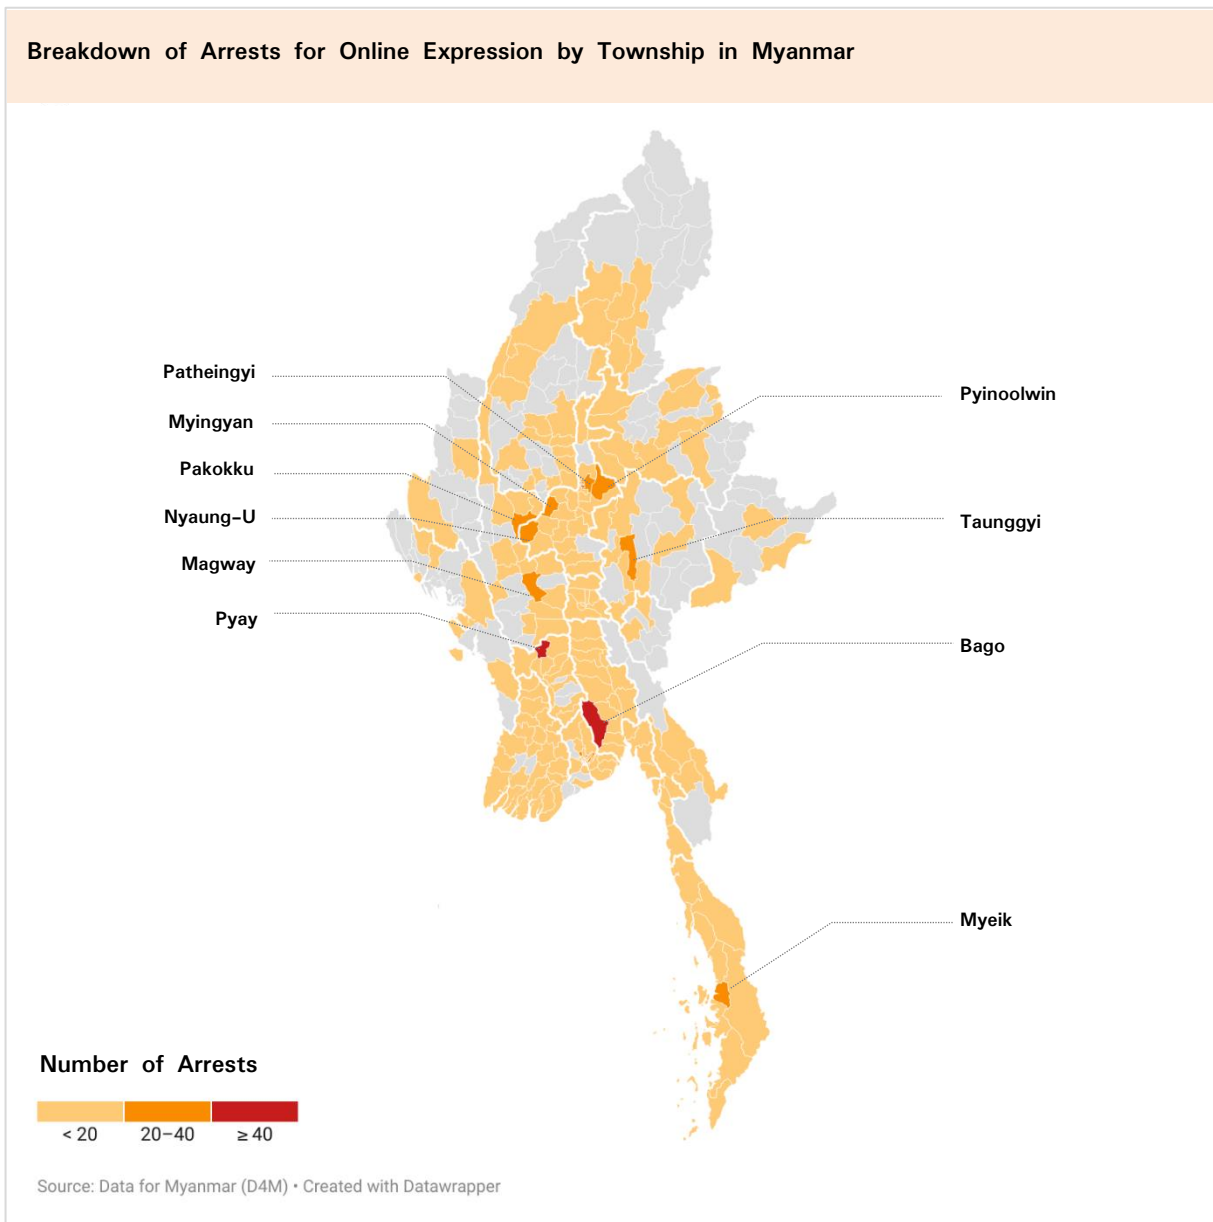 Breakdown of Arrests for Online Expression by Township in Myanmar
Patheingyi
Myingyan
Pakokku
Nyaung-U
Magway
Pyay
Pyinoolwin
Taunggyi
Bago
Myeik
Number of Arrests
< 20 20–40 ≥ 40
Source: Data for Myanmar (D4M) • Created with Datawrapper